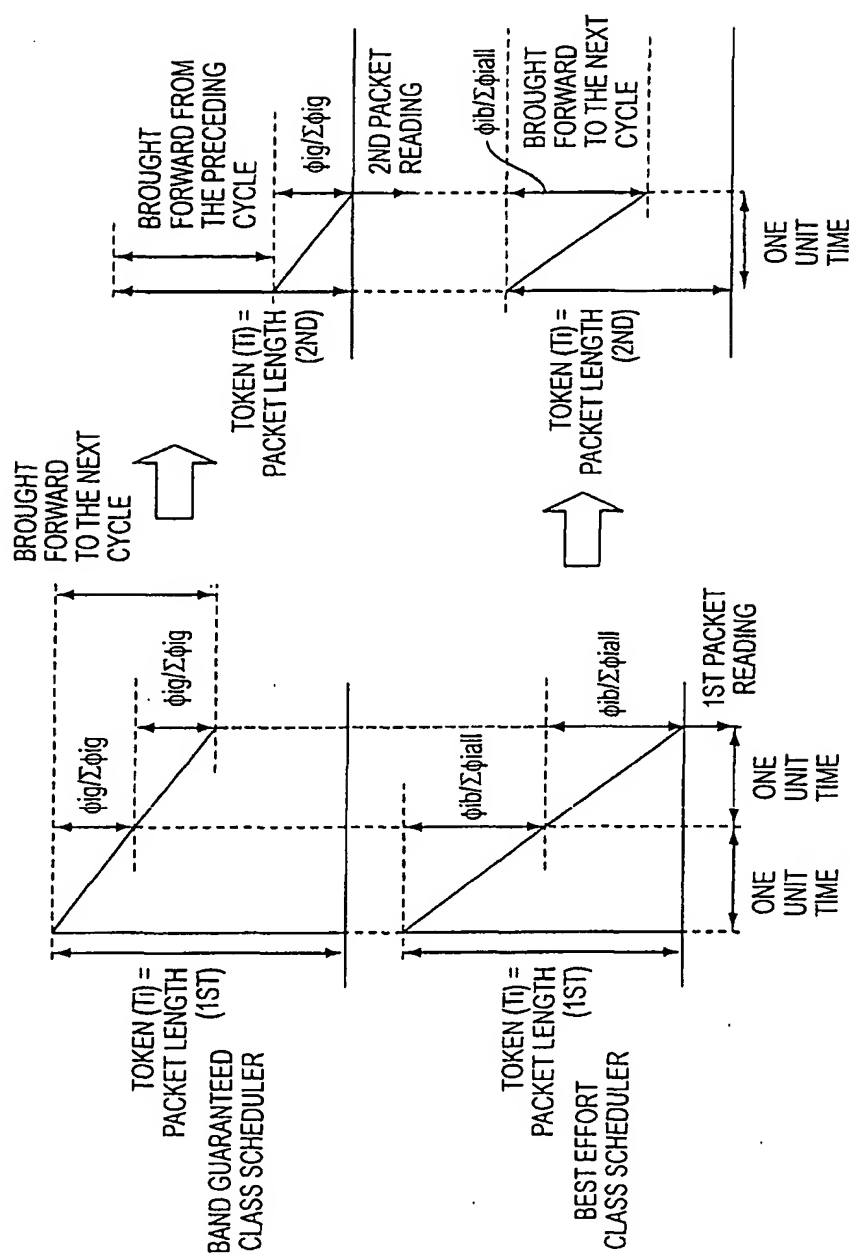 BROUGHT
FORWARD
TO THE NEXT
CYCLE
φig/Σφig
φig/Σφig
TOKEN (Ti) =
PACKET LENGTH
(1ST)
BAND GUARANTEED
CLASS SCHEDULER
φib/Σφiall
φib/Σφiall
TOKEN (Ti) =
PACKET LENGTH
(1ST)
BEST EFFORT
CLASS SCHEDULER
1ST PACKET
READING
ONE
UNIT
TIME
ONE
UNIT
TIME
BROUGHT
FORWARD FROM
THE PRECEDING
CYCLE
φig/Σφig
TOKEN (Ti) =
PACKET LENGTH
(2ND)
2ND PACKET
READING
φib/Σφiall
BROUGHT
FORWARD
TO THE NEXT
CYCLE
TOKEN (Ti) =
PACKET LENGTH
(2ND)
ONE
UNIT
TIME